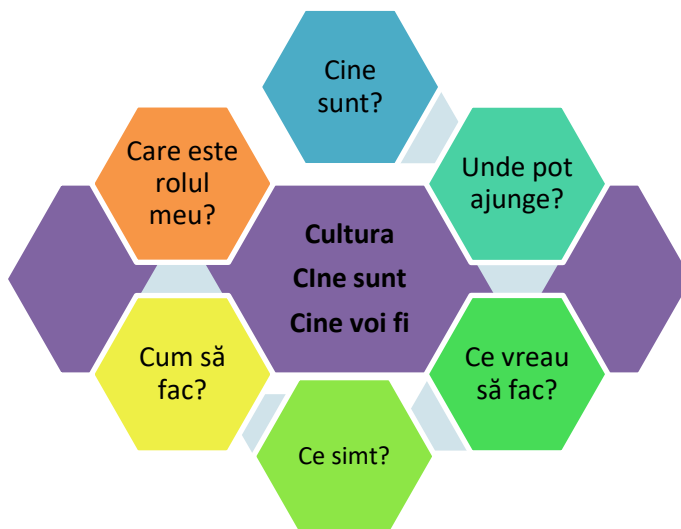 Cine
sunt?
Care este
rolul
meu?
Unde pot
ajunge?
Cultura
CIne sunt
Cine voi fi
Cum să
fac?
Ce vreau
să fac?
Ce simt?